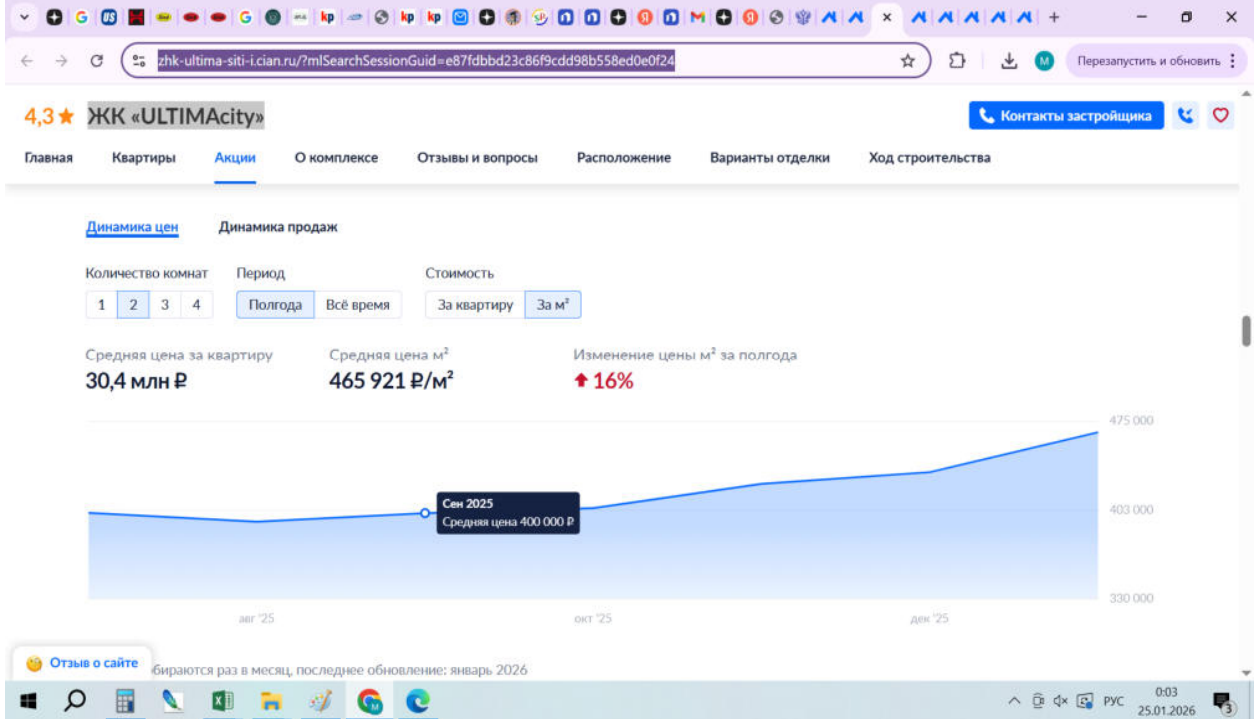 zhk-ultima-siti-i.cian.ru/?mlSearchSessionGuid=e87fdbbd23c86f9cdd98b558ed0e0f24
M
Перезапустить и обновить
4,3 ★ ЖК «ULTIMAcity»
Контакты застройщика
Главная Квартиры Акции О комплексе Отзывы и вопросы Расположение Варианты отделки Ход строительства
Динамика цен Динамика продаж
Количество комнат Период Стоимость
1 2 3 4 Полгода Всё время За квартиру За м²
Средняя цена за квартиру Средняя цена м² Изменение цены м² за полгода
30,4 млн ₽ 465 921 ₽/м² 16%
475 000
Сен 2025
Средняя цена 400 000 ₽
403 000
330 000
авг '25 окт '25 дек '25
Отзыв о сайте
бираются раз в месяц, последнее обновление: январь 2026
РУС
0:03
25.01.2026
3